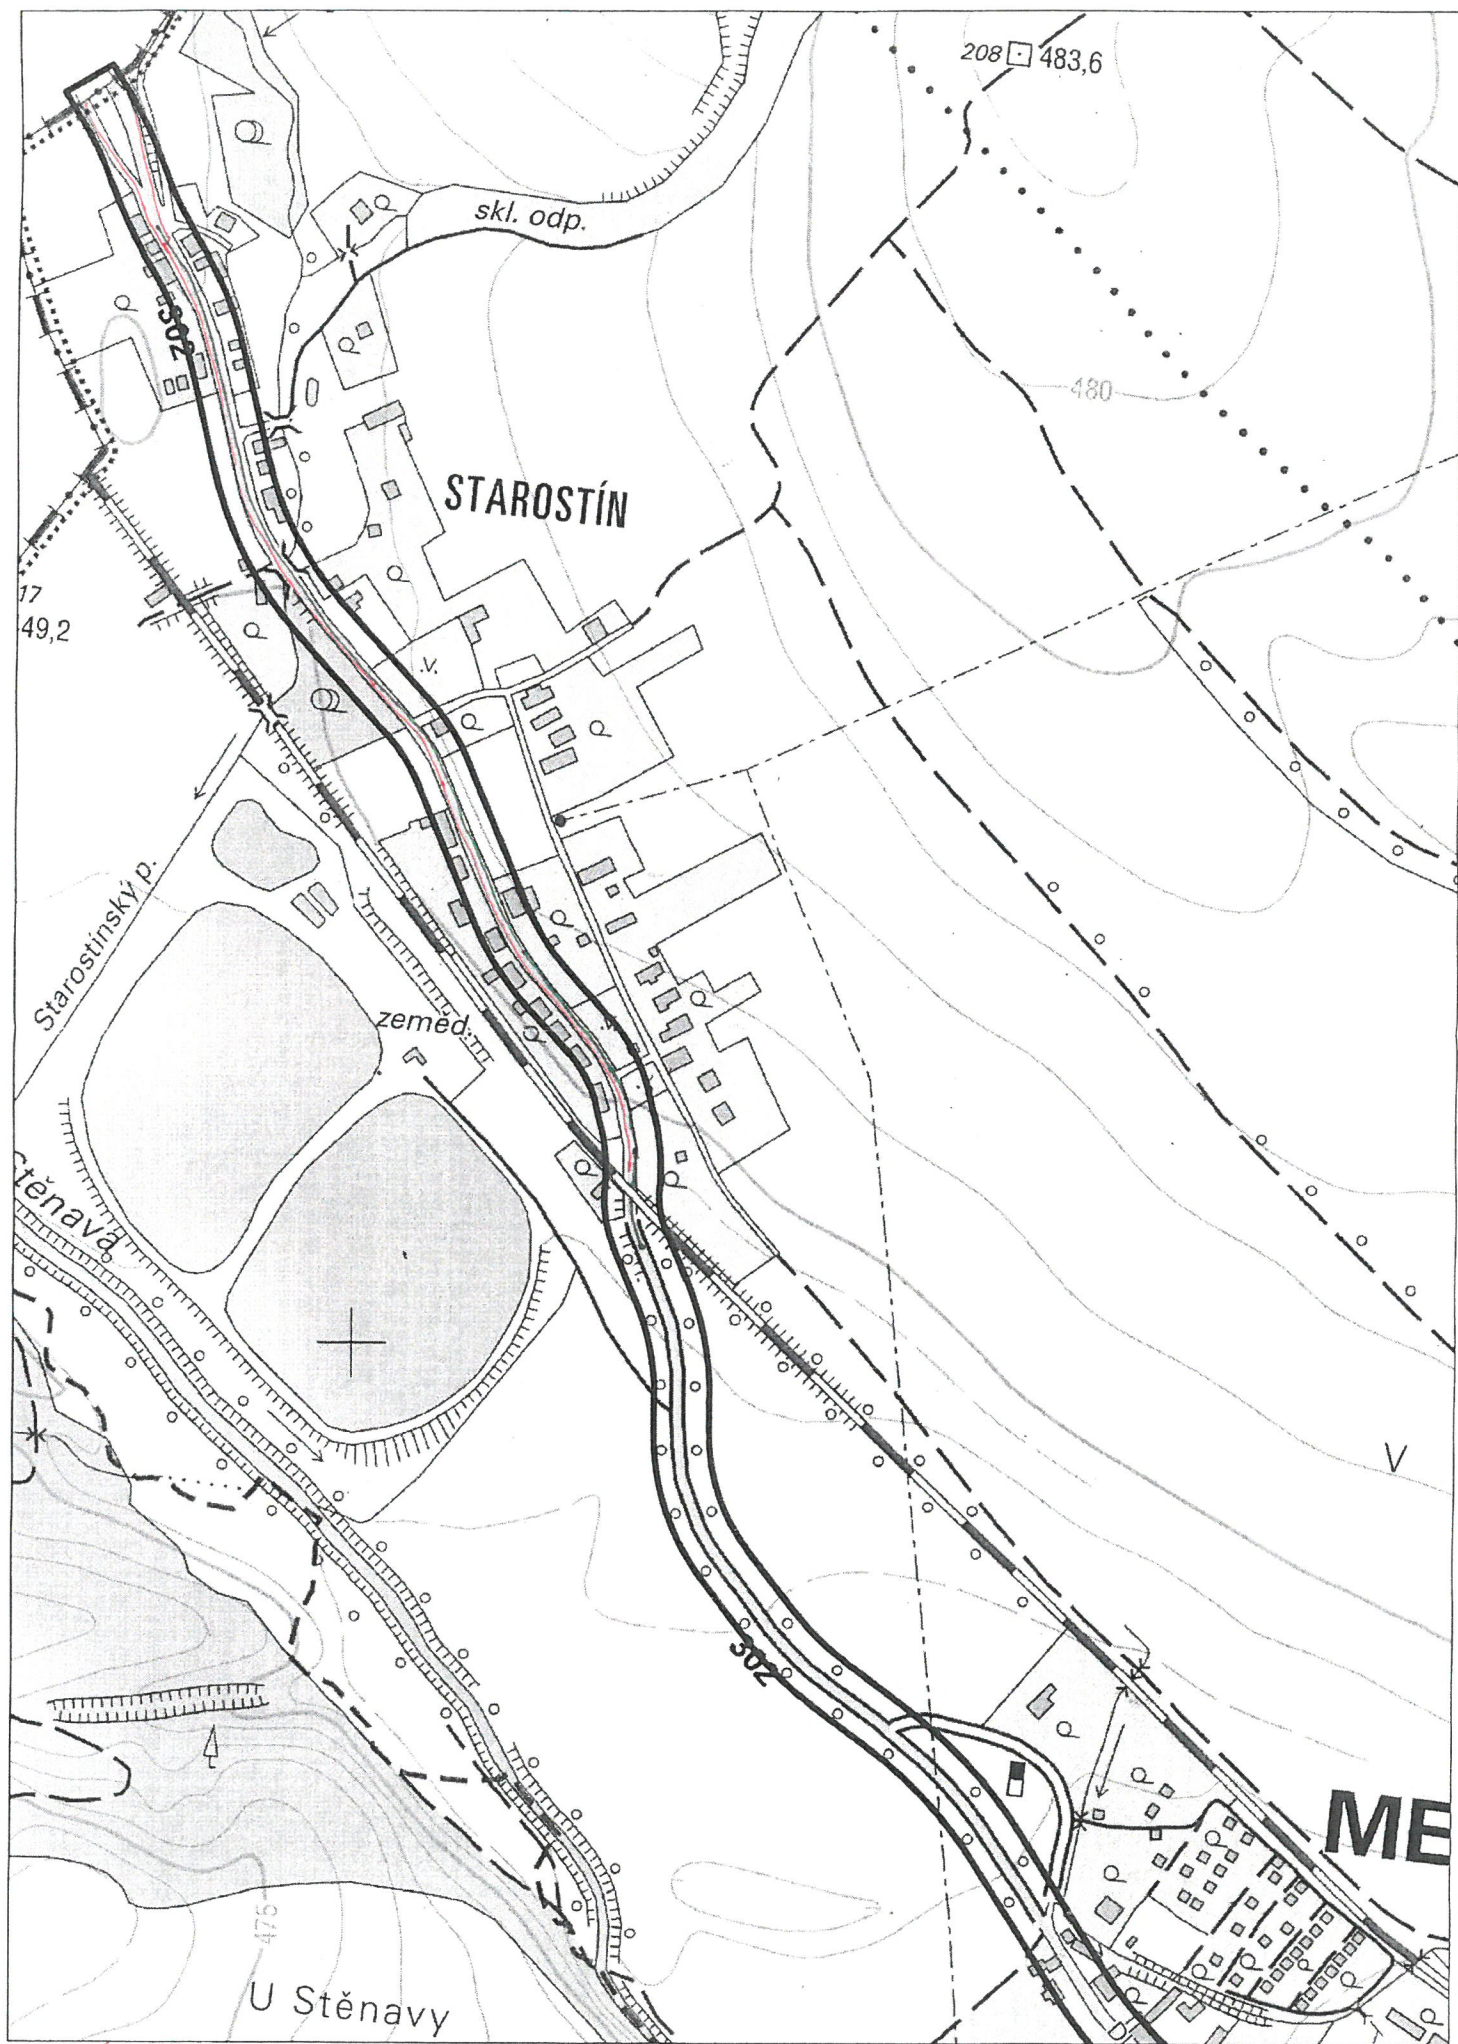 208 483,6
skl. odp.
302
480
STAROSTÍN
17
49,2
.v.
Starostínský p.
zeměd.
.v.
Stěnava
V
302
ME
475
U Stěnavy
D